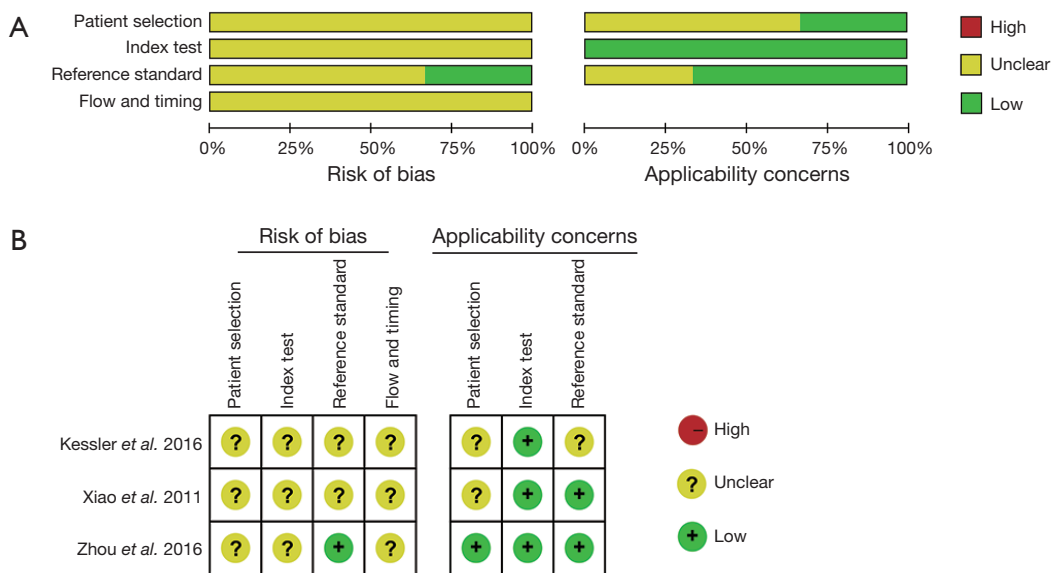 A
Patient selection
Index test
Reference standard
Flow and timing
0% 25% 50% 75% 100%
Risk of bias
0% 25% 50% 75% 100%
Applicability concerns
High
Unclear
Low
B
Risk of bias
Applicability concerns
Patient selection
Index test
Reference standard
Flow and timing
Patient selection
Index test
Reference standard
Kessler et al. 2016 ? ? ? ? ? + ?
Xiao et al. 2011 ? ? ? ? ? + +
Zhou et al. 2016 ? ? + ? + + +
– High
? Unclear
+ Low